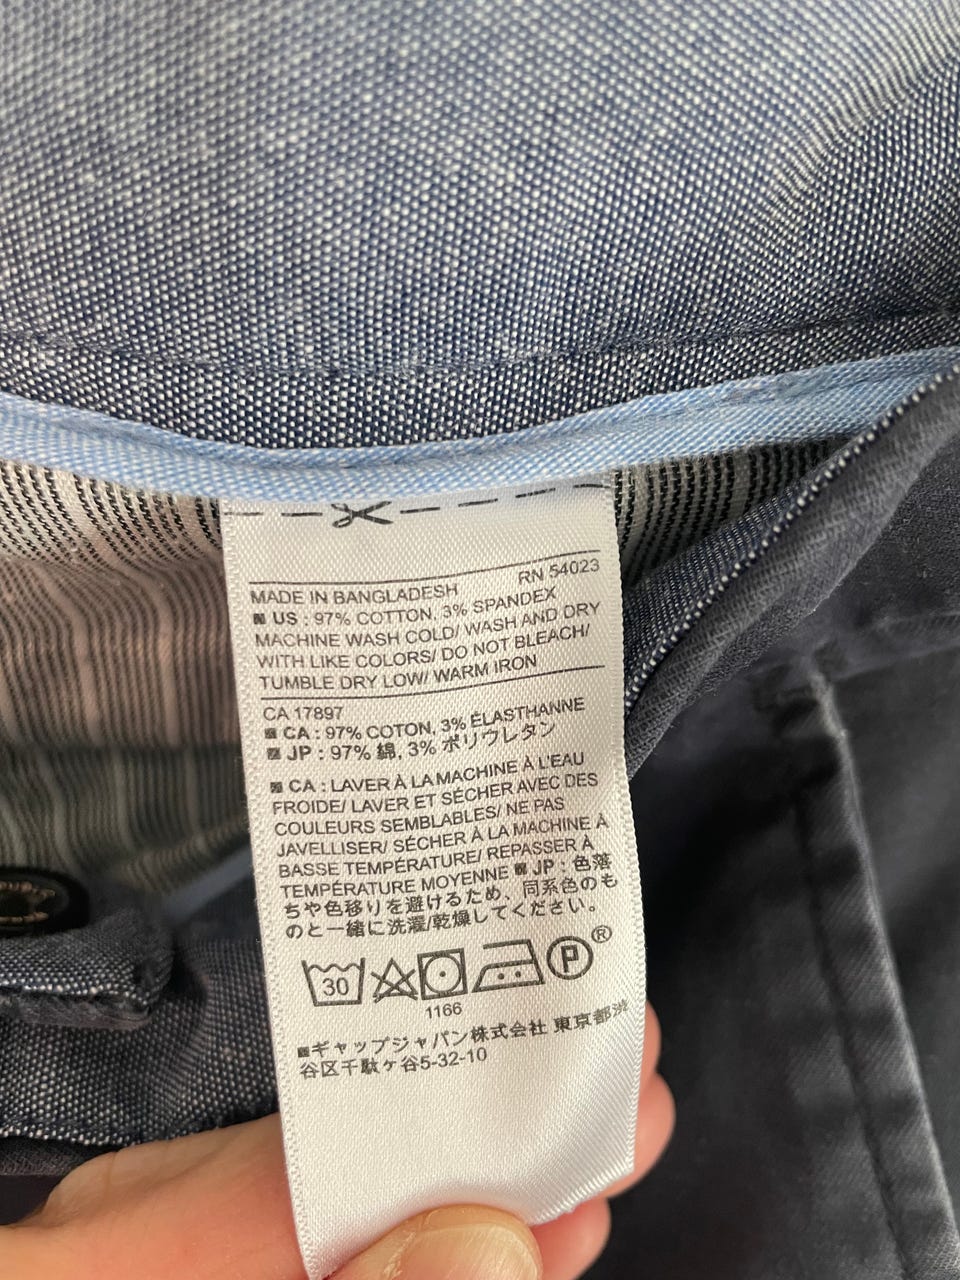 RN 54023
MADE IN BANGLADESH
US : 97% COTTON, 3% SPANDEX
MACHINE WASH COLD/ WASH AND DRY
WITH LIKE COLORS/ DO NOT BLEACH/
TUMBLE DRY LOW/ WARM IRON
CA 17897
CA : 97% COTON, 3% ÉLASTHANNE
JP : 97% 綿, 3% ポリウレタン
CA : LAVER À LA MACHINE À L'EAU
FROIDE/ LAVER ET SÉCHER AVEC DES
COULEURS SEMBLABLES/ NE PAS
JAVELLISER/ SÉCHER À LA MACHINE À
BASSE TEMPÉRATURE/ REPASSER À
TEMPÉRATURE MOYENNE JP : 色落
ちや色移りを避けるため、同系色のも
のと一緒に洗濯/乾燥してください。
30 P ®
1166
ギャップジャパン株式会社 東京都渋
谷区千駄ヶ谷5-32-10